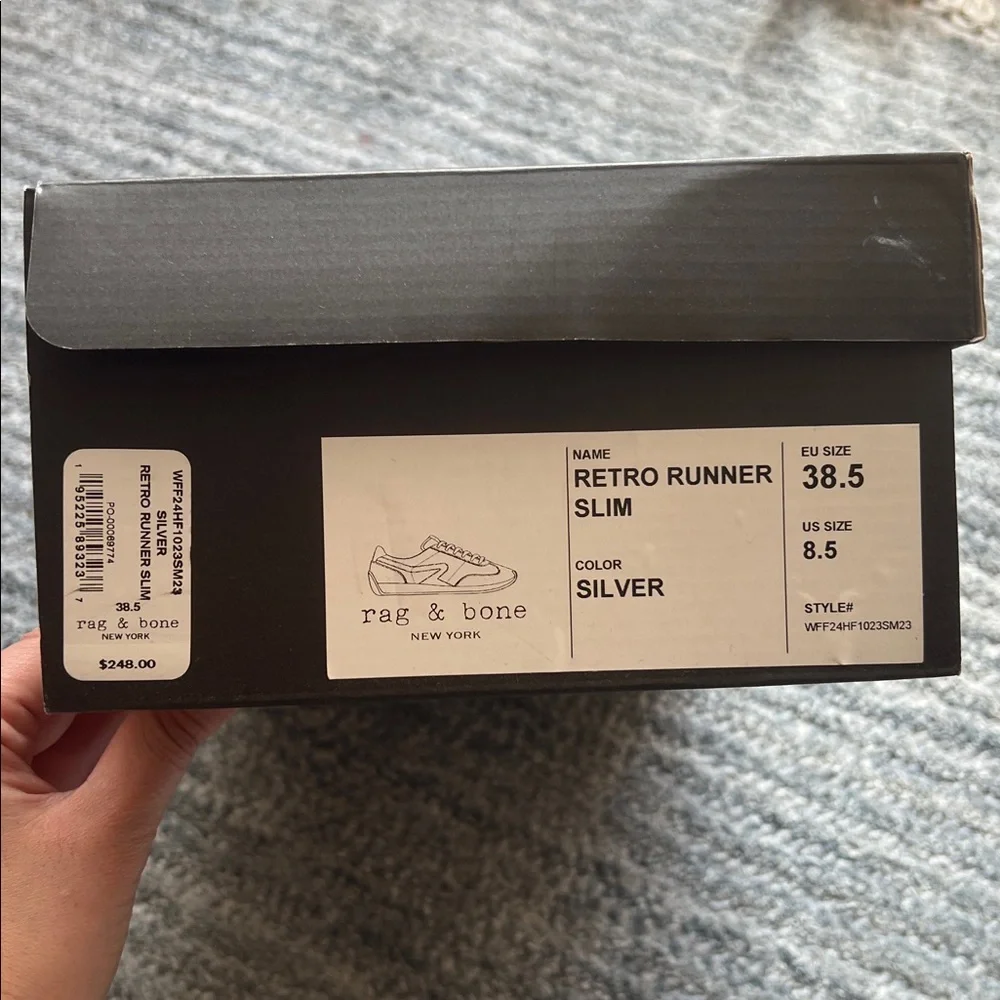 WFF24HF1023SM23
SILVER
RETRO RUNNER SLIM
PO-00089774
1 95225 89323 7
38.5
rag & bone
NEW YORK
$248.00
rag & bone
NEW YORK
NAME
RETRO RUNNER
SLIM
COLOR
SILVER
EU SIZE
38.5
US SIZE
8.5
STYLE#
WFF24HF1023SM23